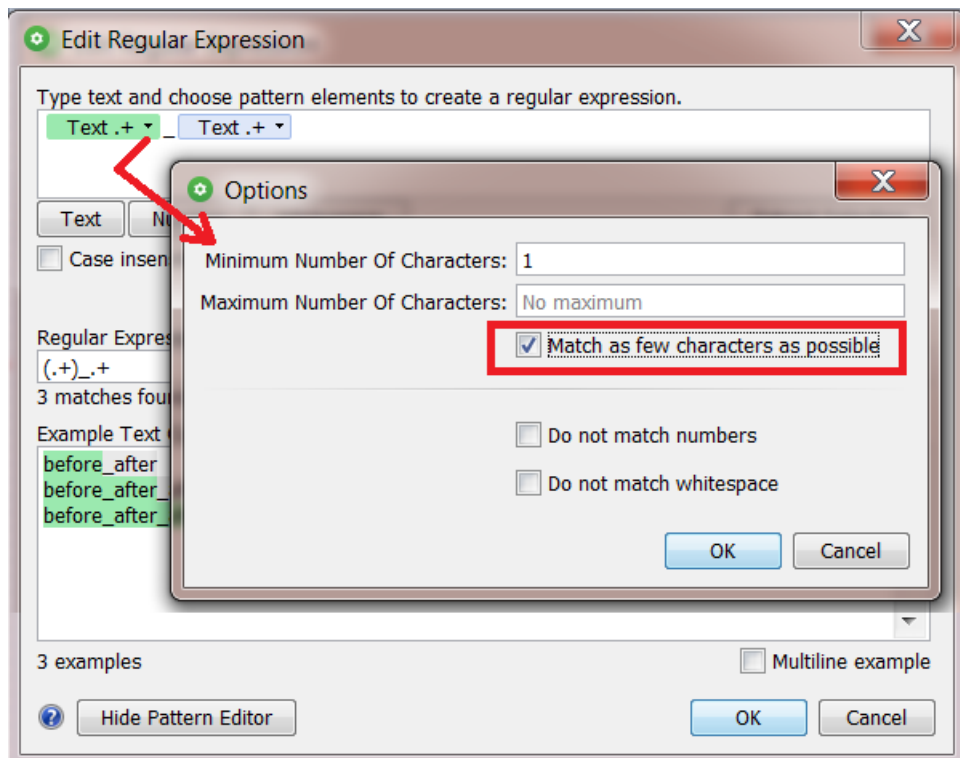 Edit Regular Expression
X
Type text and choose pattern elements to create a regular expression.
Text .+ _ Text .+
Options
X
Text
Minimum Number Of Characters: 1
Case insen
Maximum Number Of Characters: No maximum
Regular Expres
Match as few characters as possible
(.+)_.+
3 matches foun
Example Text
Do not match numbers
before_after
before_after_
Do not match whitespace
before_after_
OK Cancel
3 examples
Multiline example
? Hide Pattern Editor
OK Cancel